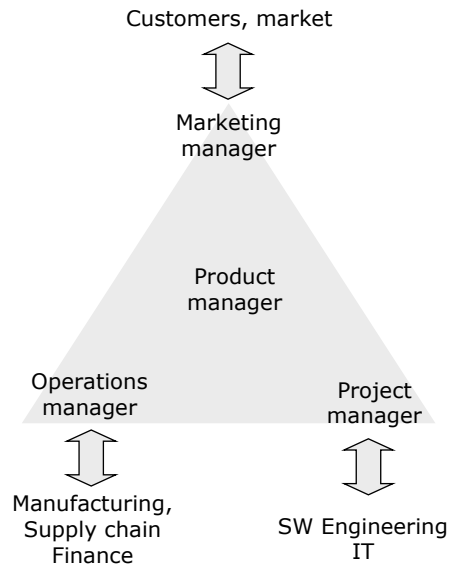 Customers, market
Marketing
manager
Product
manager
Operations
manager
Project
manager
Manufacturing,
Supply chain
Finance
SW Engineering
IT